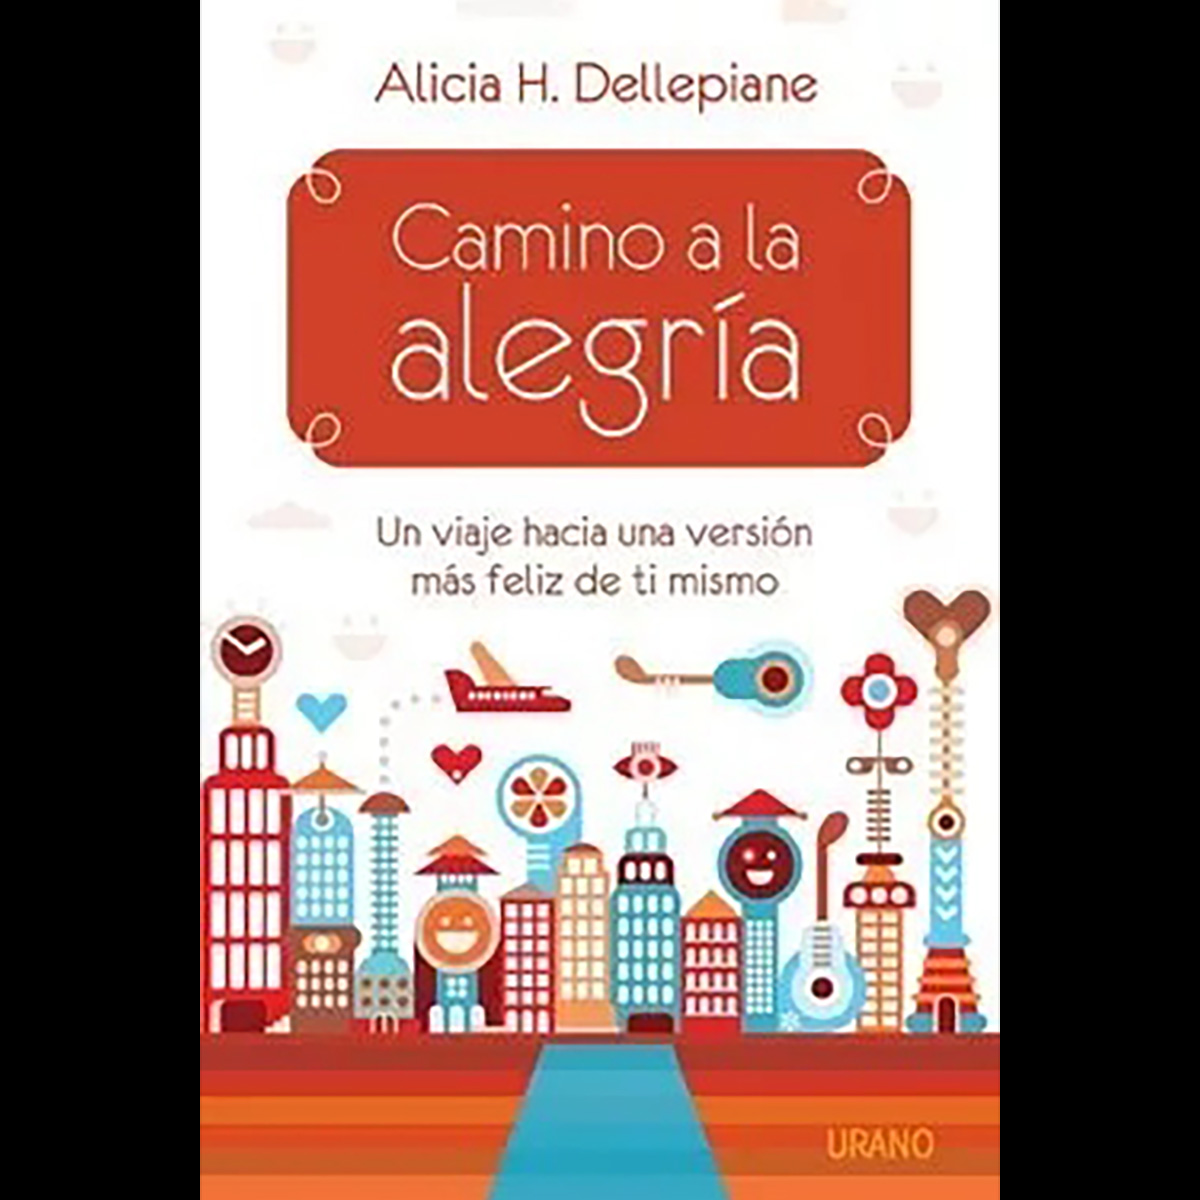 Alicia H. Dellepiane
Camino a la
alegría
Un viaje hacia una versión
más feliz de ti mismo
URANO